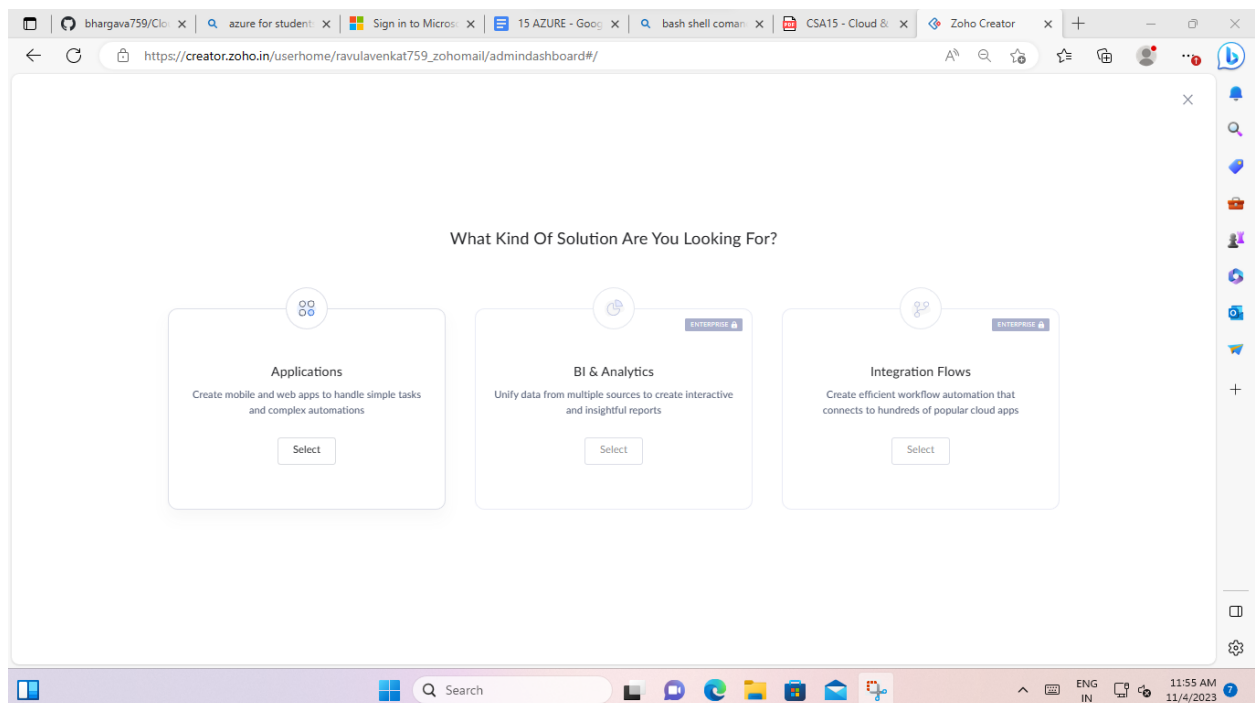 bhargava759/Clo
azure for student
Sign in to Micros
15 AZURE - Goog
bash shell coman
CSA15 - Cloud &
Zoho Creator
https://creator.zoho.in/userhome/ravulavenkat759_zohomail/admindashboard#/
What Kind Of Solution Are You Looking For?
ENTERPRISE
ENTERPRISE
Applications
BI & Analytics
Integration Flows
Create mobile and web apps to handle simple tasks
and complex automations
Unify data from multiple sources to create interactive
and insightful reports
Create efficient workflow automation that
connects to hundreds of popular cloud apps
Select
Select
Select
Search
ENG
IN
11:55 AM
11/4/2023
7